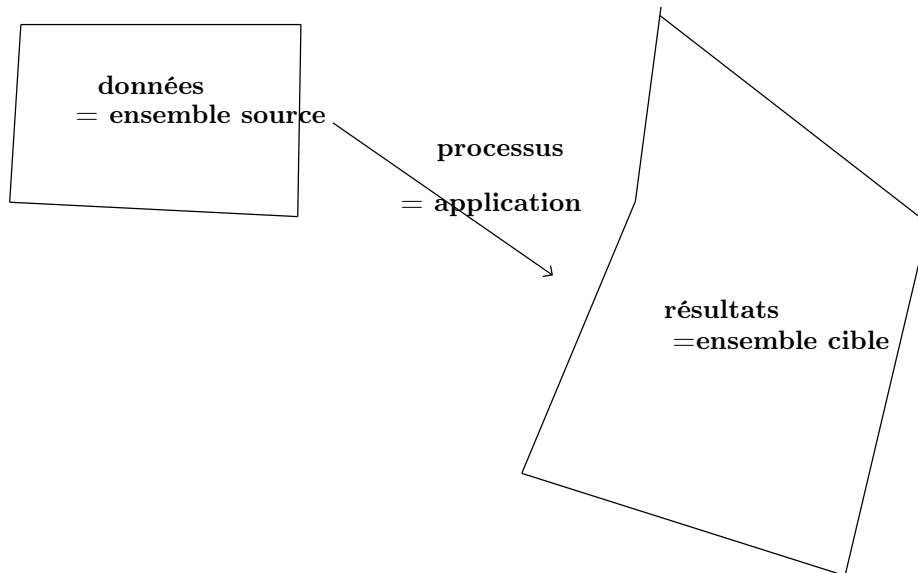 données
= ensemble source
processus
= application
résultats
=ensemble cible